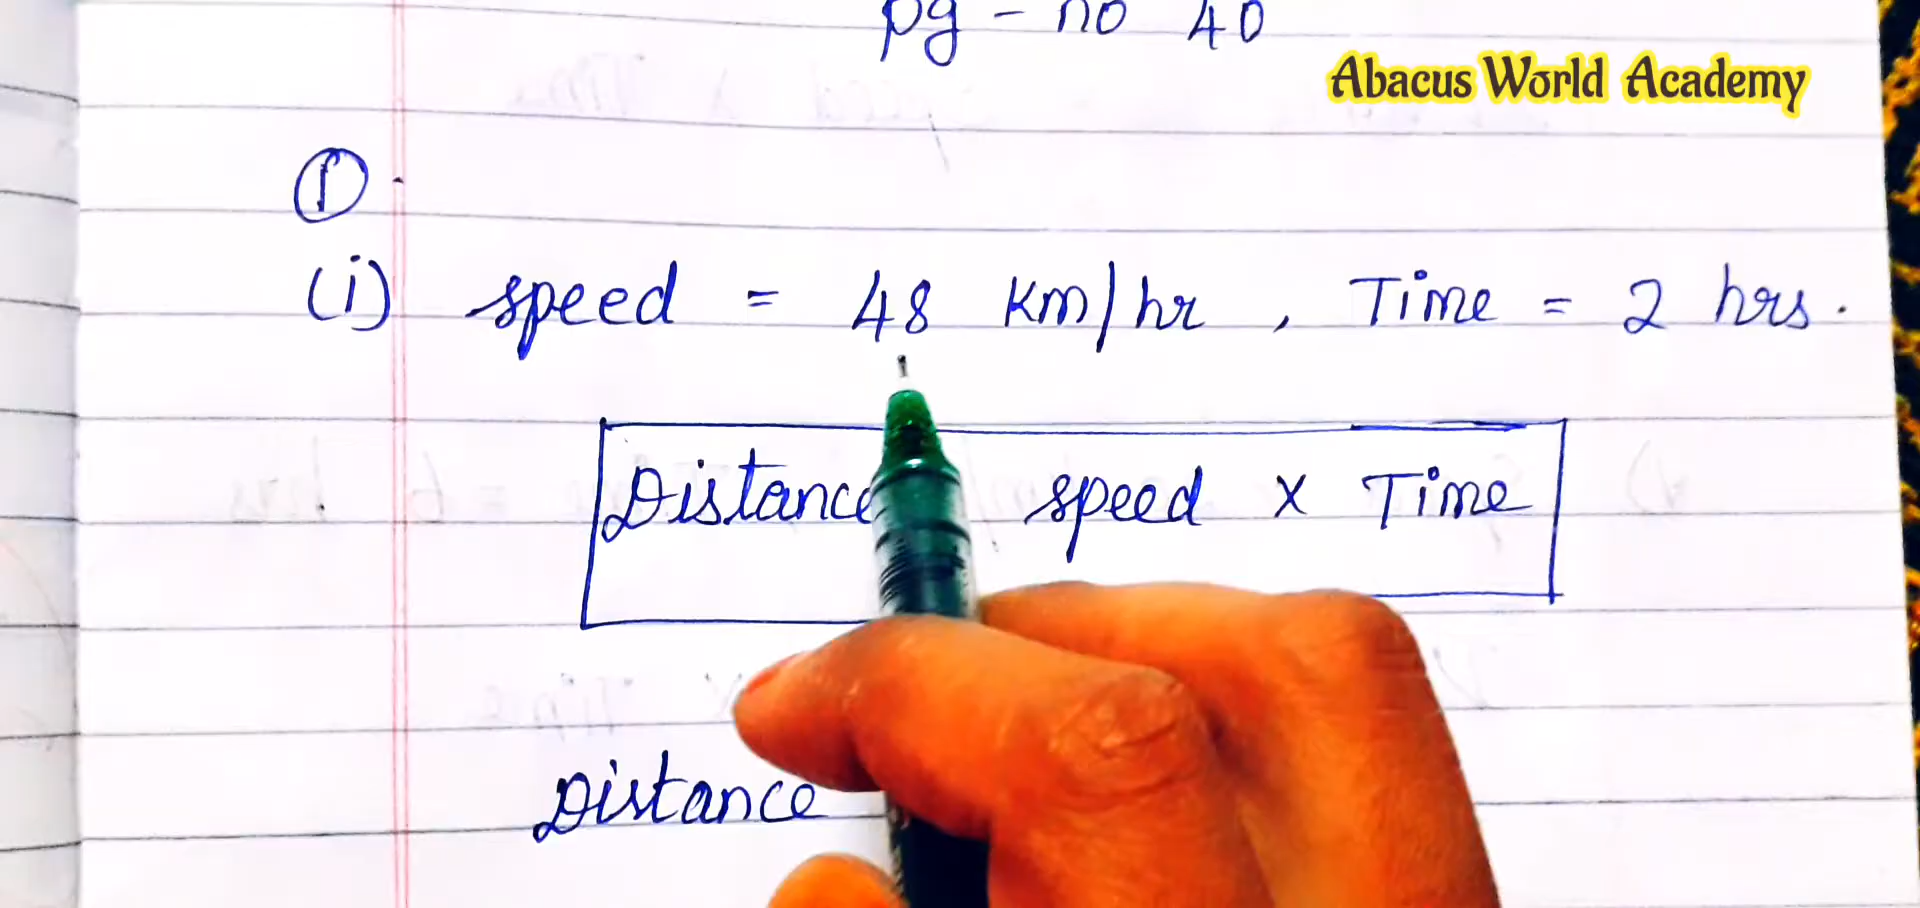 pg - no 40
Abacus World Academy
①.
(i) speed = 48 km/hr , Time = 2 hrs.
Distance speed x Time
Distance